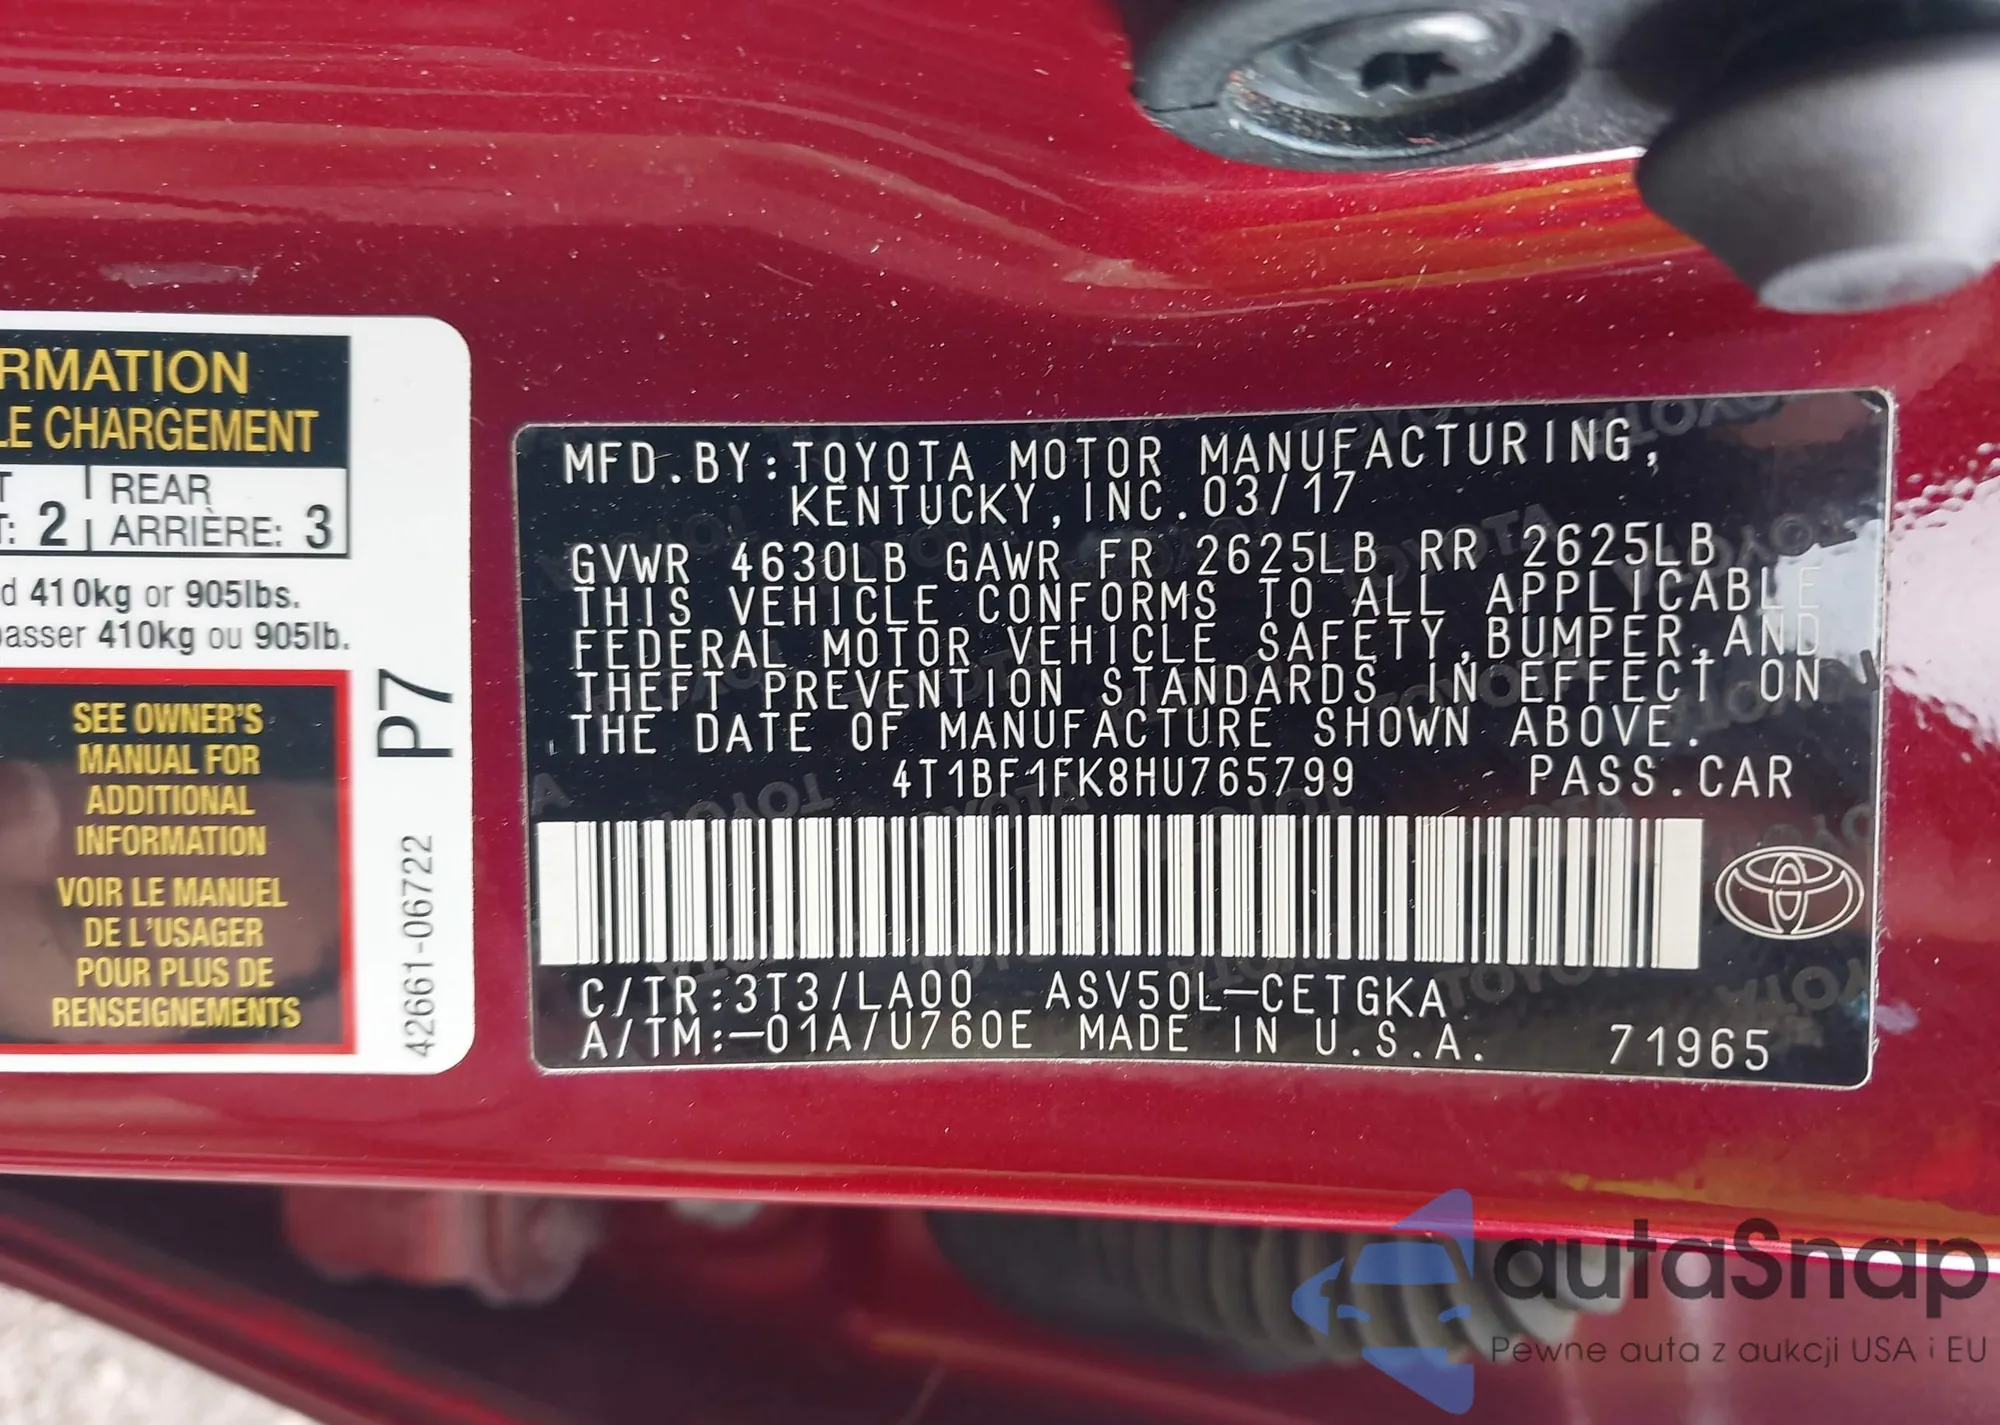 RMATION
LE CHARGEMENT
REAR
2
ARRIÈRE: 3
410kg or 905lbs.
asser 410kg ou 905lb.
SEE OWNER'S
MANUAL FOR
ADDITIONAL
INFORMATION
VOIR LE MANUEL
DE L'USAGER
POUR PLUS DE
RENSEIGNEMENTS
P7
42661-06722
MFD.BY:TOYOTA MOTOR MANUFACTURING,
KENTUCKY,INC.03/17
GVWR 4630LB GAWR FR 2625LB RR 2625LB
THIS VEHICLE CONFORMS TO ALL APPLICABLE
FEDERAL MOTOR VEHICLE SAFETY,BUMPER,AND
THEFT PREVENTION STANDARDS IN EFFECT ON
THE DATE OF MANUFACTURE SHOWN ABOVE.
4T1BF1FK8HU765799 PASS.CAR
C/TR:3T3/LA00 ASV50L-CETGKA
A/TM:-01A/U760E MADE IN U.S.A. 71965
autaSnap
Pewne auta z aukcji USA i EU